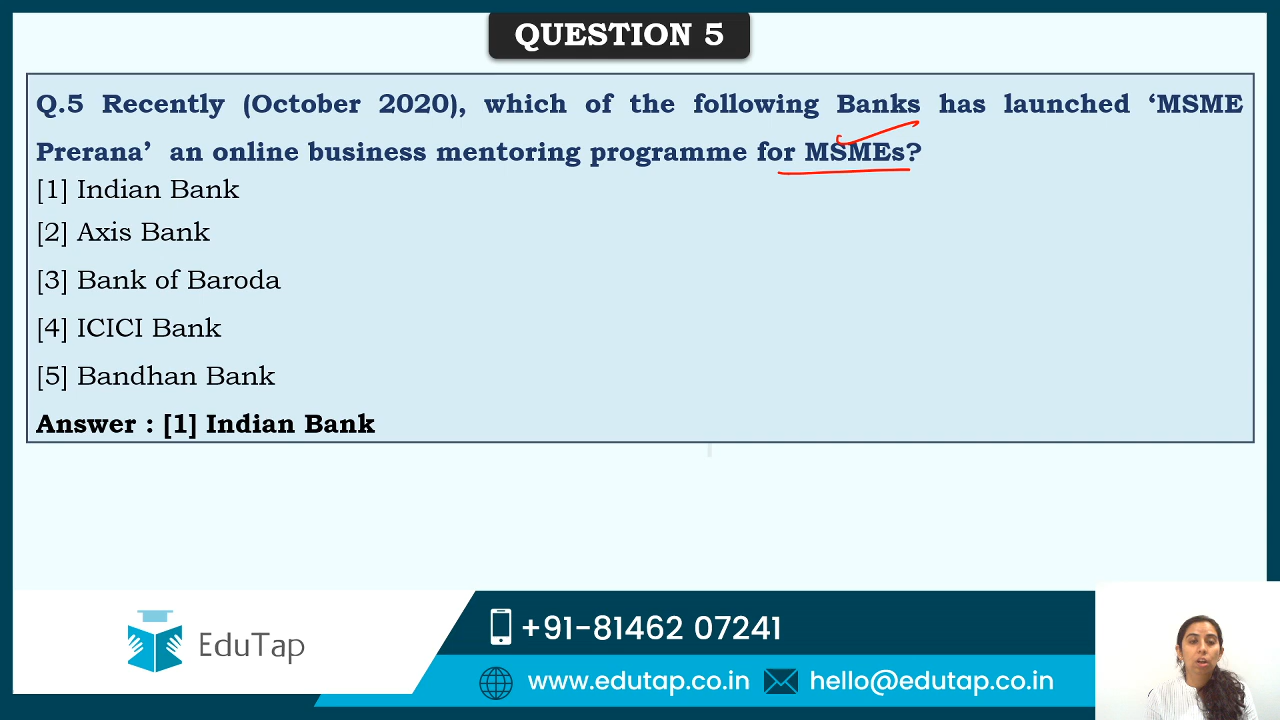 QUESTION 5
Q.5 Recently (October 2020), which of the following Banks has launched ‘MSME
Prerana’ an online business mentoring programme for MSMEs?
[1] Indian Bank
[2] Axis Bank
[3] Bank of Baroda
[4] ICICI Bank
[5] Bandhan Bank
Answer : [1] Indian Bank
EduTap
+91-81462 07241
www.edutap.co.in
hello@edutap.co.in